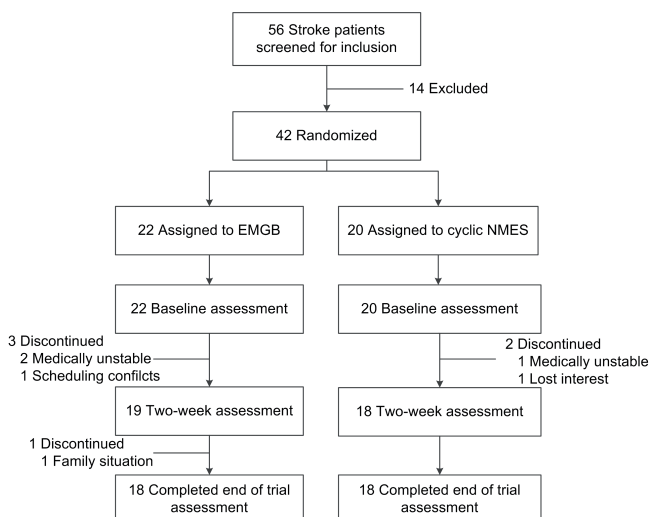 56 Stroke patients
screened for inclusion
14 Excluded
42 Randomized
22 Assigned to EMGB
20 Assigned to cyclic NMES
22 Baseline assessment
20 Baseline assessment
3 Discontinued
2 Medically unstable
1 Scheduling confilcts
2 Discontinued
1 Medically unstable
1 Lost interest
19 Two-week assessment
18 Two-week assessment
1 Discontinued
1 Family situation
18 Completed end of trial
assessment
18 Completed end of trial
assessment